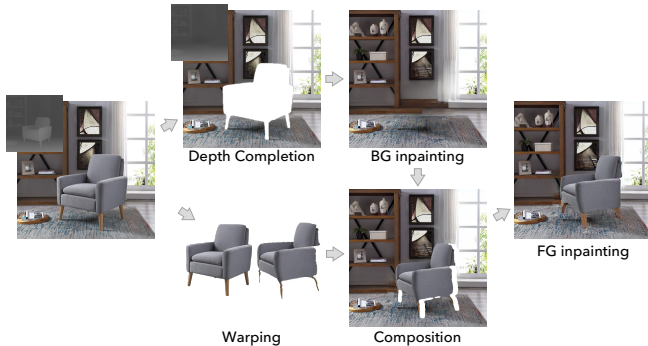 Depth Completion
BG inpainting
FG inpainting
Warping
Composition